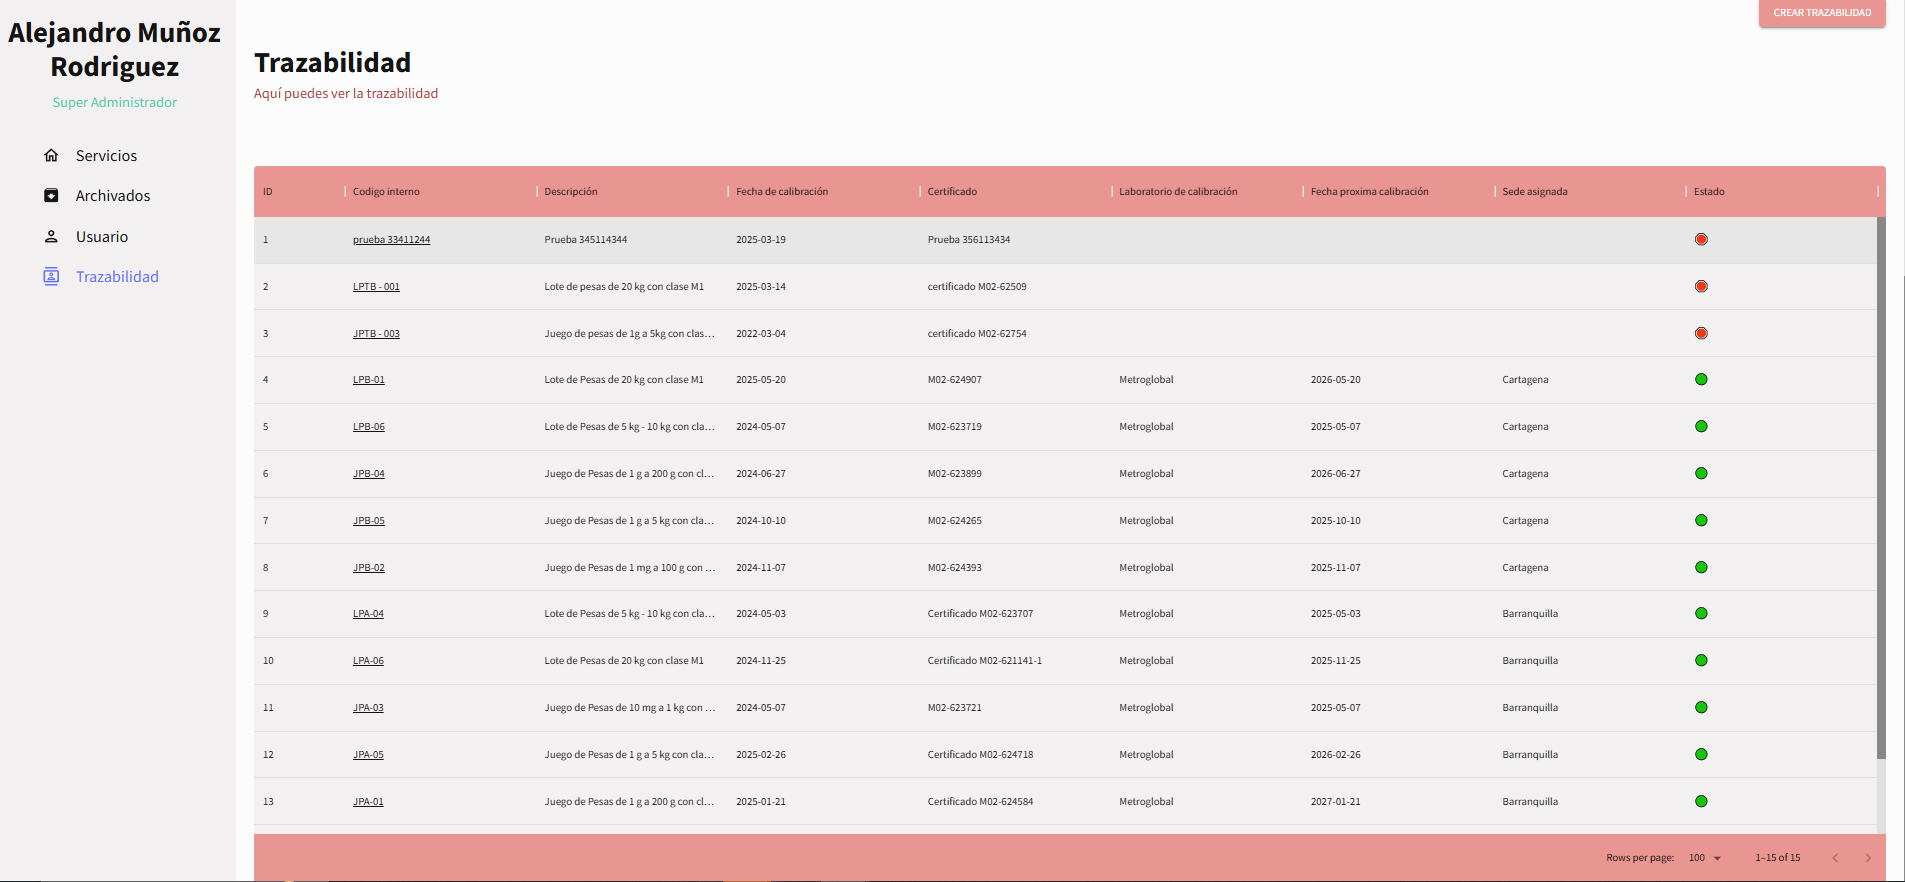 Alejandro Muñoz
Rodriguez
Super Administrador
Servicios
Archivados
Usuario
Trazabilidad
CREAR TRAZABILIDAD
Trazabilidad
Aquí puedes ver la trazabilidad
ID Codigo interno Descripción Fecha de calibración Certificado Laboratorio de calibración Fecha proxima calibración Sede asignada Estado
1 prueba 33411244 Prueba 345114344 2025-03-19 Prueba 356113434
2 LPTB - 001 Lote de pesas de 20 kg con clase M1 2025-03-14 certificado M02-62509
3 JPTB - 003 Juego de pesas de 1g a 5kg con clas... 2022-03-04 certificado M02-62754
4 LPB-01 Lote de Pesas de 20 kg con clase M1 2025-05-20 M02-624907 Metroglobal 2026-05-20 Cartagena
5 LPB-06 Lote de Pesas de 5 kg - 10 kg con cla... 2024-05-07 M02-623719 Metroglobal 2025-05-07 Cartagena
6 JPB-04 Juego de Pesas de 1 g a 200 g con cl... 2024-06-27 M02-623899 Metroglobal 2026-06-27 Cartagena
7 JPB-05 Juego de Pesas de 1 g a 5 kg con cla... 2024-10-10 M02-624265 Metroglobal 2025-10-10 Cartagena
8 JPB-02 Juego de Pesas de 1 mg a 100 g con ... 2024-11-07 M02-624393 Metroglobal 2025-11-07 Cartagena
9 LPA-04 Lote de Pesas de 5 kg - 10 kg con cla... 2024-05-03 Certificado M02-623707 Metroglobal 2025-05-03 Barranquilla
10 LPA-06 Lote de Pesas de 20 kg con clase M1 2024-11-25 Certificado M02-621141-1 Metroglobal 2025-11-25 Barranquilla
11 JPA-03 Juego de Pesas de 10 mg a 1 kg con ... 2024-05-07 M02-623721 Metroglobal 2025-05-07 Barranquilla
12 JPA-05 Juego de Pesas de 1 g a 5 kg con cla... 2025-02-26 Certificado M02-624718 Metroglobal 2026-02-26 Barranquilla
13 JPA-01 Juego de Pesas de 1 g a 200 g con cl... 2025-01-21 Certificado M02-624584 Metroglobal 2027-01-21 Barranquilla
Rows per page: 100 1–15 of 15